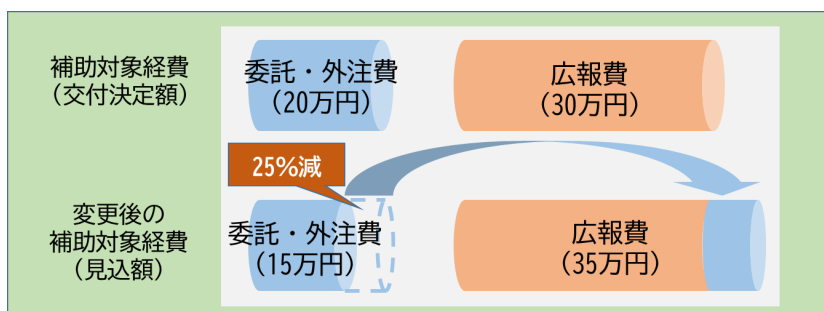 補助対象経費
(交付決定額)
委託・外注費
(20万円)
広報費
(30万円)
25%減
変更後の
補助対象経費
(見込額)
委託・外注費
(15万円)
広報費
(35万円)